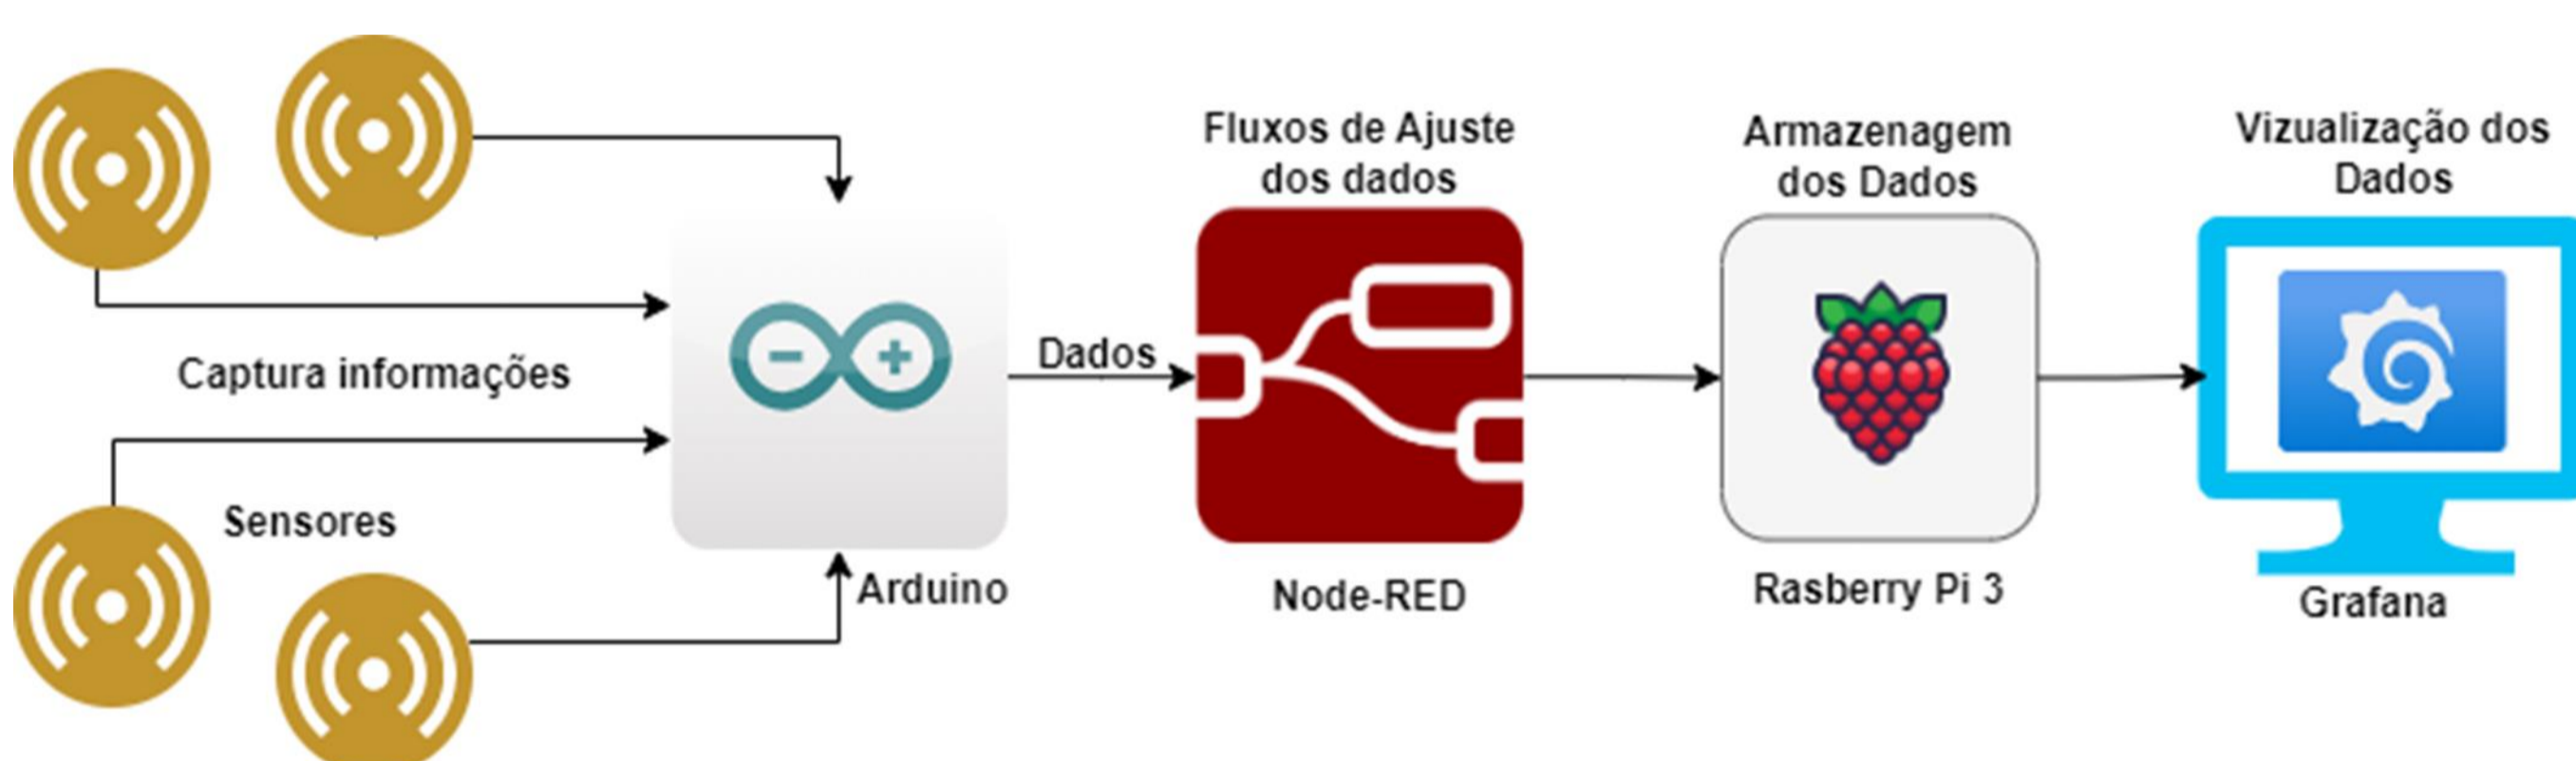 Captura informações
Sensores
Arduino
Dados
Fluxos de Ajuste
dos dados
Node-RED
Armazenagem
dos Dados
Rasberry Pi 3
Vizualização dos
Dados
Grafana